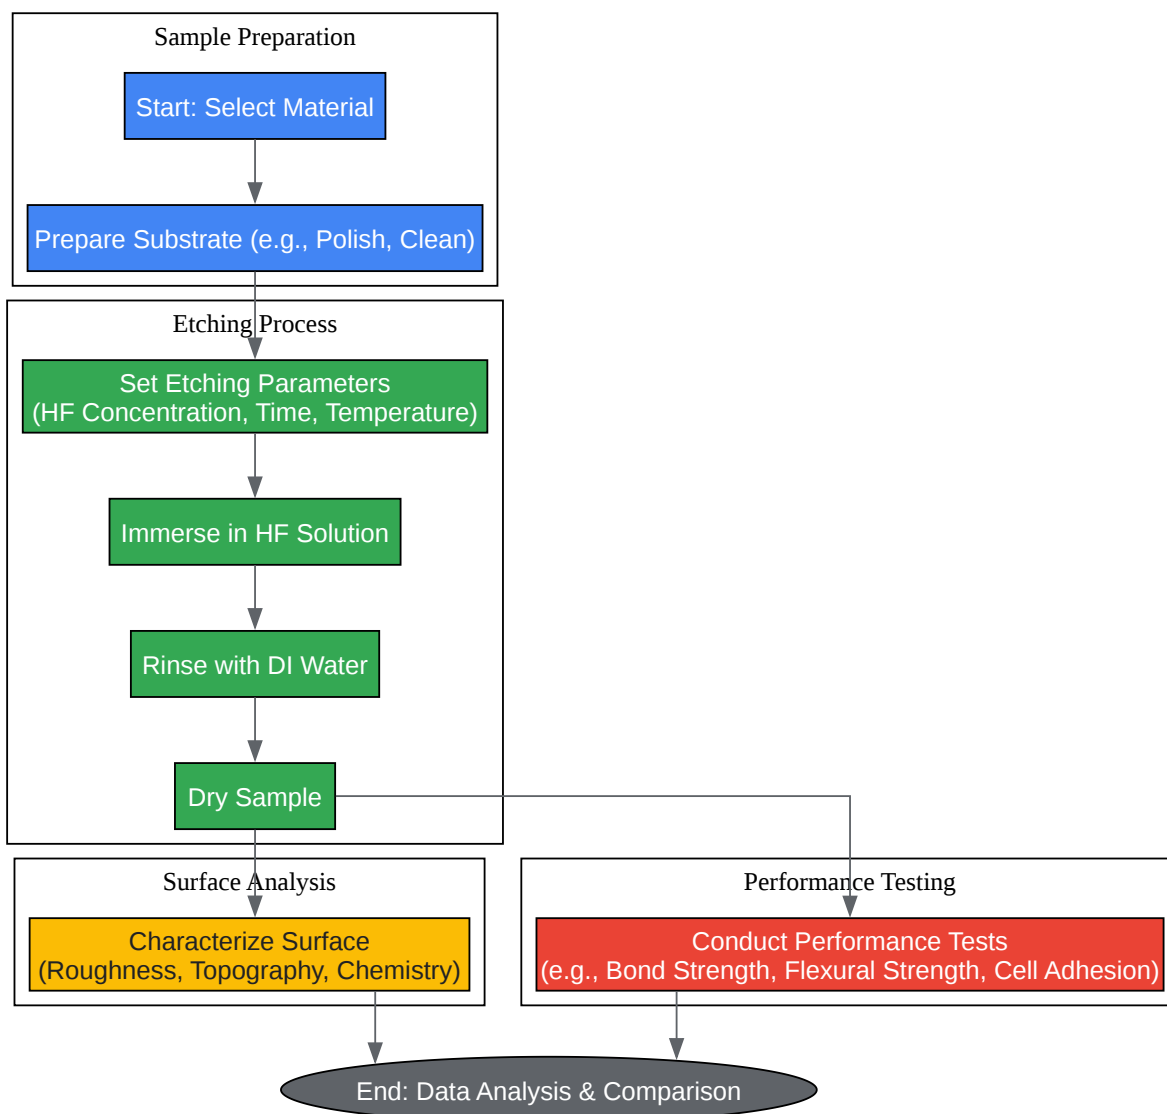 Sample Preparation
Start: Select Material
Prepare Substrate (e.g., Polish, Clean)
Etching Process
Set Etching Parameters
(HF Concentration, Time, Temperature)
Immerse in HF Solution
Rinse with DI Water
Dry Sample
Surface Analysis
Characterize Surface
(Roughness, Topography, Chemistry)
Performance Testing
Conduct Performance Tests
(e.g., Bond Strength, Flexural Strength, Cell Adhesion)
End: Data Analysis & Comparison